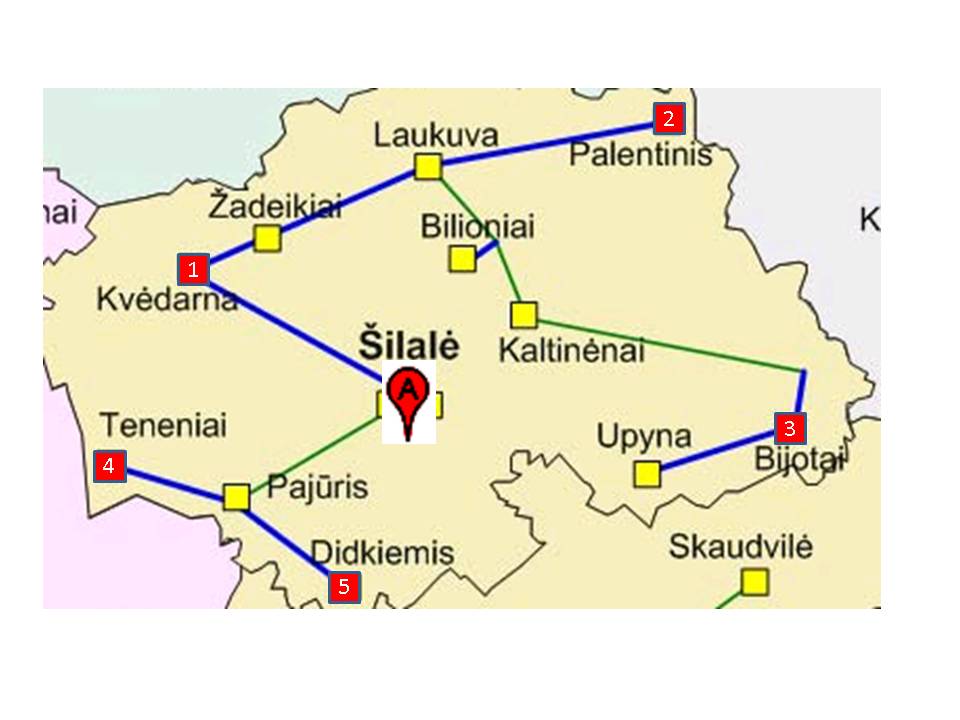 2
Laukuva
Palentinis
Žadeikiai
nai
K
Bilioniai
1
Kvėdarna
Šilalė
Kaltinėnai
A
Teneniai
Upyna
3
Bijotai
4
Pajūris
Didkiemis
Skaudvilė
5